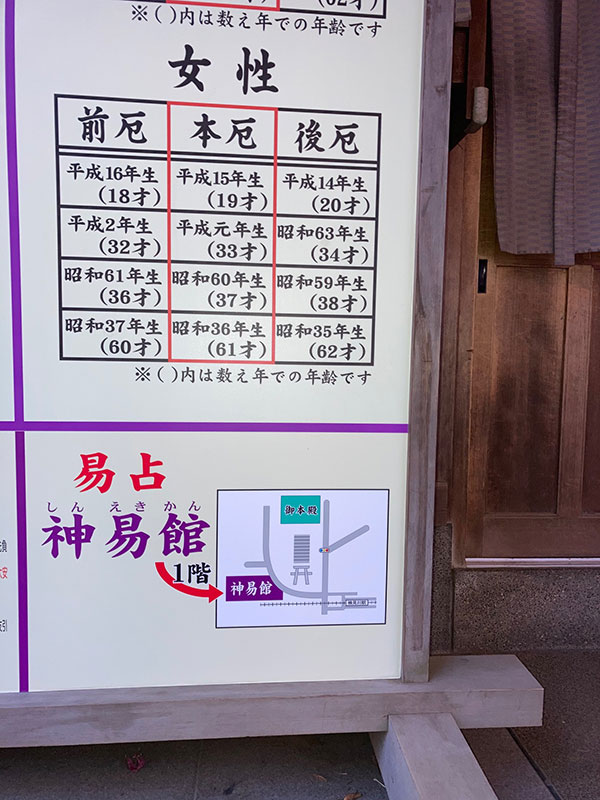 ※( )内は数え年での年齢です
女性
前厄 本厄 後厄
平成16年生 平成15年生 平成14年生
(18才) (19才) (20才)
平成2年生 平成元年生 昭和63年生
(32才) (33才) (34才)
昭和61年生 昭和60年生 昭和59年生
(36才) (37才) (38才)
昭和37年生 昭和36年生 昭和35年生
(60才) (61才) (62才)
※( )内は数え年での年齢です
易占
しん えき かん
神易館
1階
御本殿
神易館